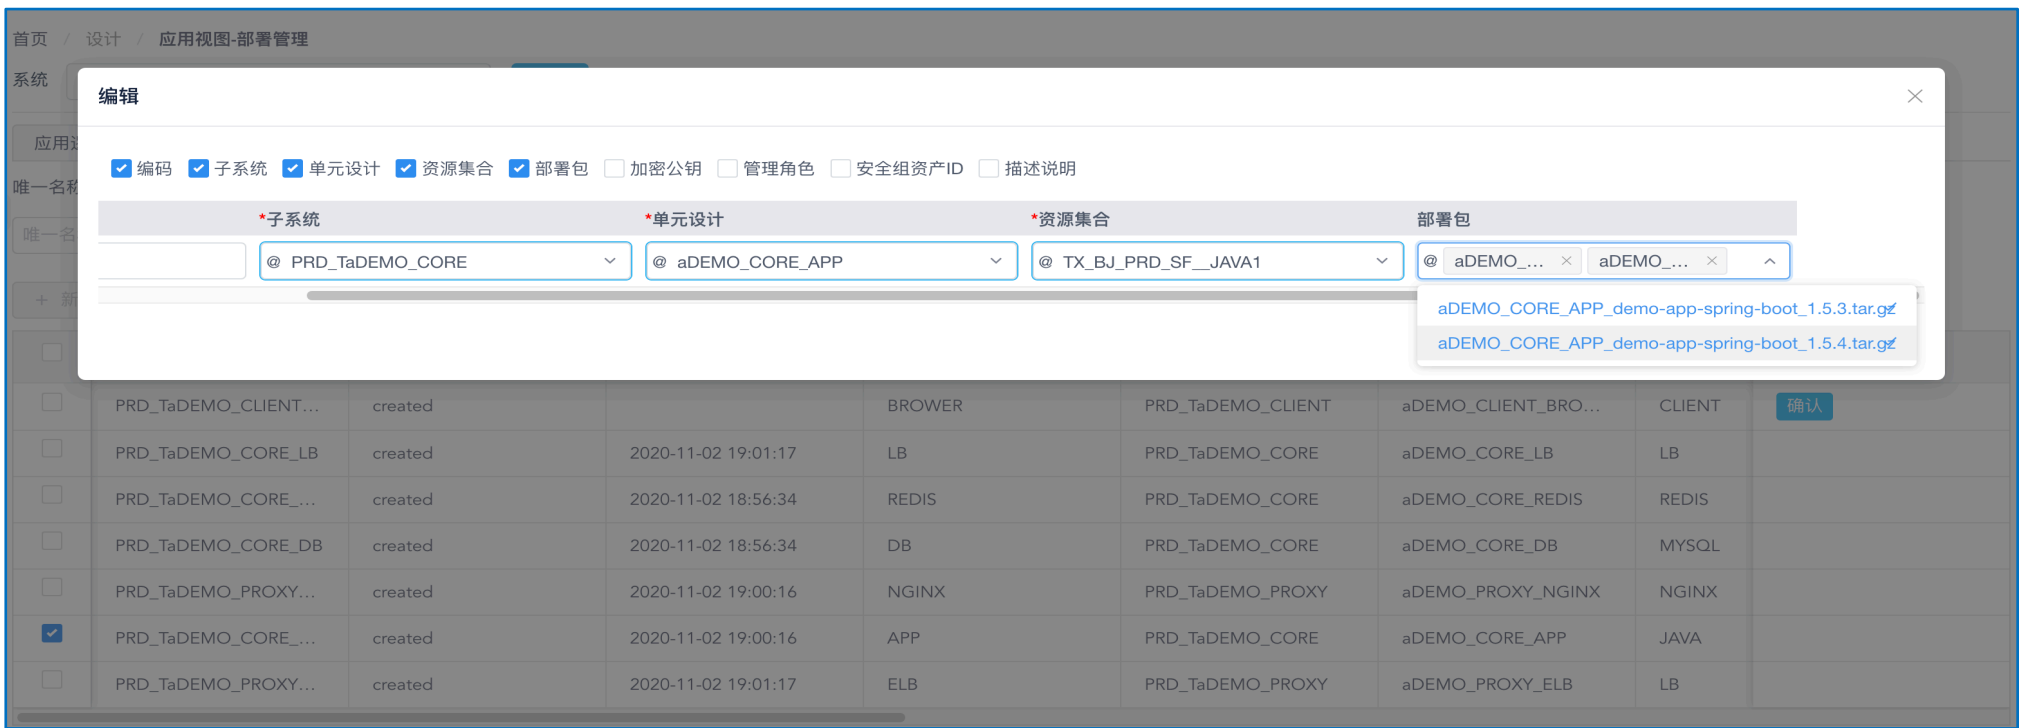 首页 / 设计 / 应用视图-部署管理
系统
编辑
应用
编码 子系统 单元设计 资源集合 部署包 加密公钥 管理角色 安全组资产ID 描述说明
唯一名称
*子系统 *单元设计 *资源集合 部署包
唯一名
@ PRD_TaDEMO_CORE @ aDEMO_CORE_APP @ TX_BJ_PRD_SF__JAVA1 @ aDEMO_... × aDEMO_... ×
+ 新
aDEMO_CORE_APP_demo-app-spring-boot_1.5.3.tar.gz
aDEMO_CORE_APP_demo-app-spring-boot_1.5.4.tar.gz
PRD_TaDEMO_CLIENT... created BROWER PRD_TaDEMO_CLIENT aDEMO_CLIENT_BRO... CLIENT 确认
PRD_TaDEMO_CORE_LB created 2020-11-02 19:01:17 LB PRD_TaDEMO_CORE aDEMO_CORE_LB LB
PRD_TaDEMO_CORE_... created 2020-11-02 18:56:34 REDIS PRD_TaDEMO_CORE aDEMO_CORE_REDIS REDIS
PRD_TaDEMO_CORE_DB created 2020-11-02 18:56:34 DB PRD_TaDEMO_CORE aDEMO_CORE_DB MYSQL
PRD_TaDEMO_PROXY... created 2020-11-02 19:00:16 NGINX PRD_TaDEMO_PROXY aDEMO_PROXY_NGINX NGINX
PRD_TaDEMO_CORE_... created 2020-11-02 19:00:16 APP PRD_TaDEMO_CORE aDEMO_CORE_APP JAVA
PRD_TaDEMO_PROXY... created 2020-11-02 19:01:17 ELB PRD_TaDEMO_PROXY aDEMO_PROXY_ELB LB